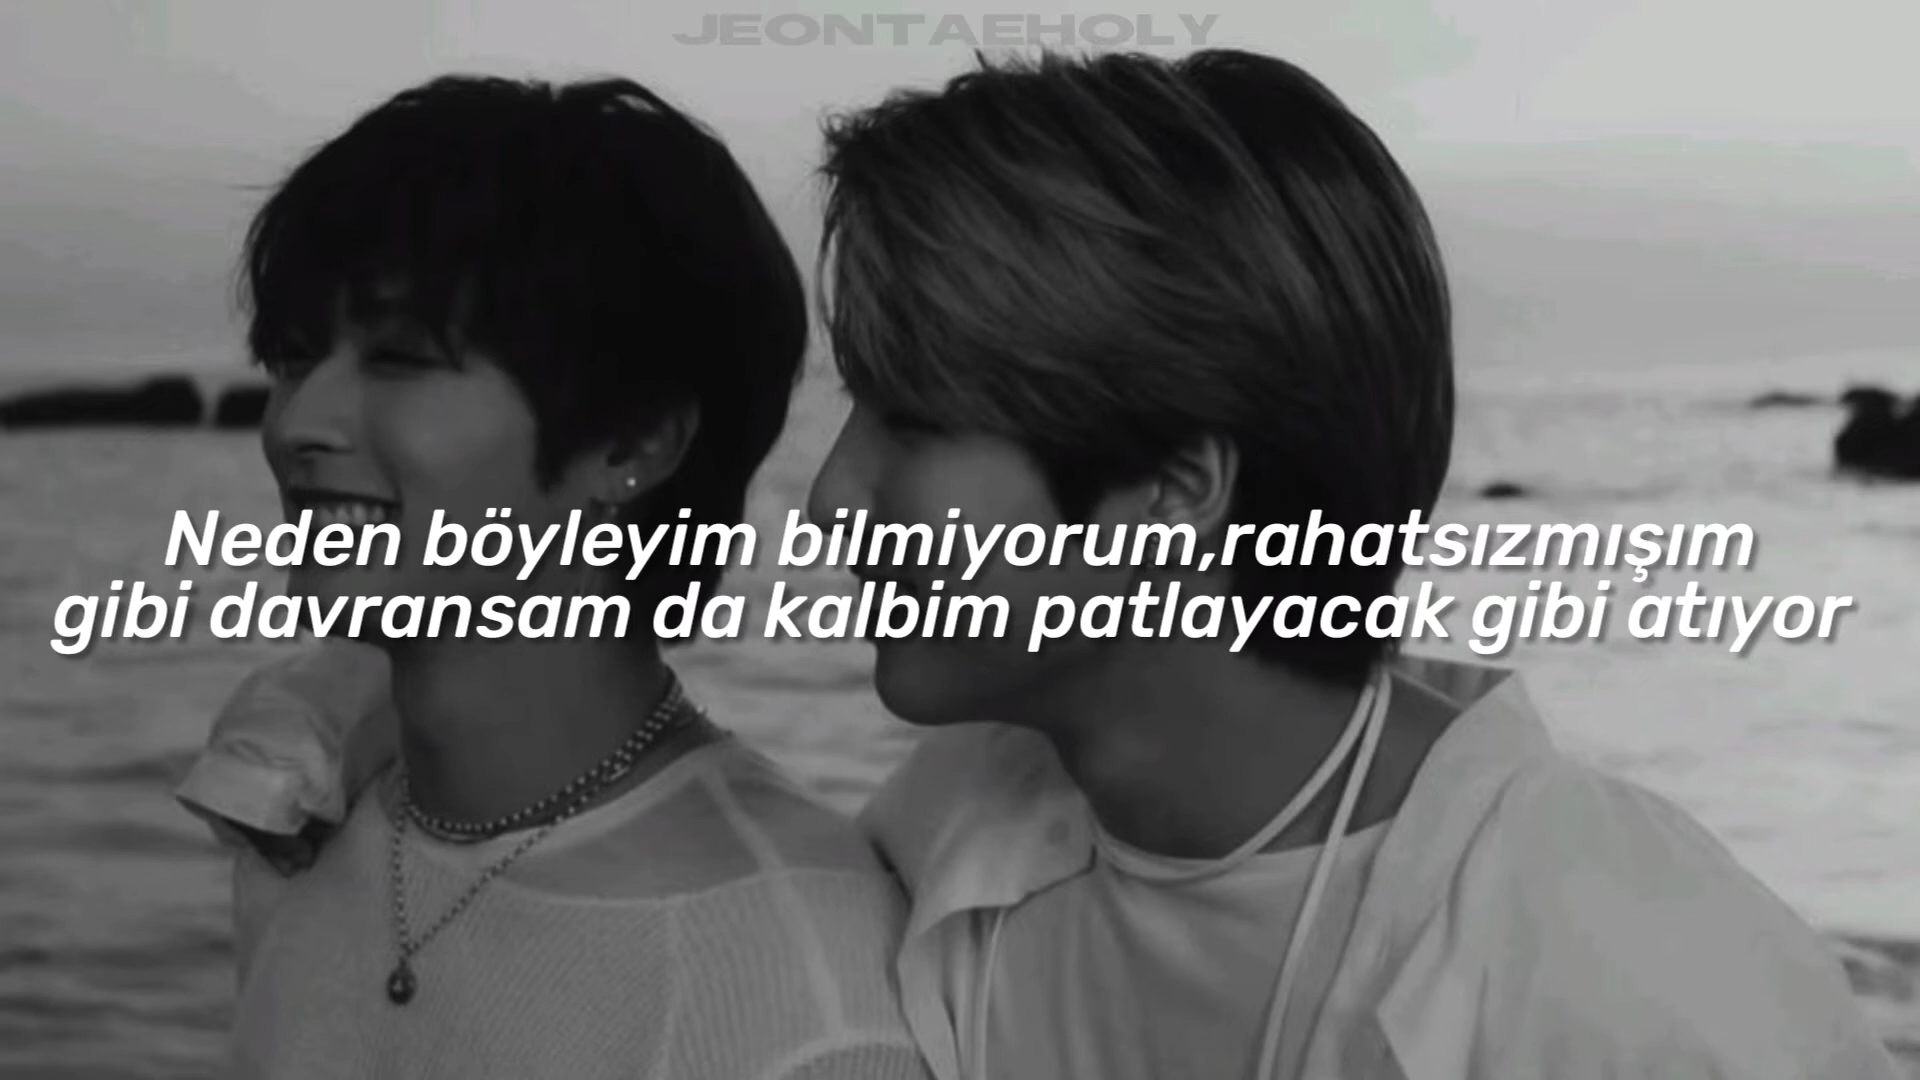 JEONTAEHOLY
Neden böyleyim bilmiyorum,rahatsızmışım
gibi davransam da kalbim patlayacak gibi atıyor